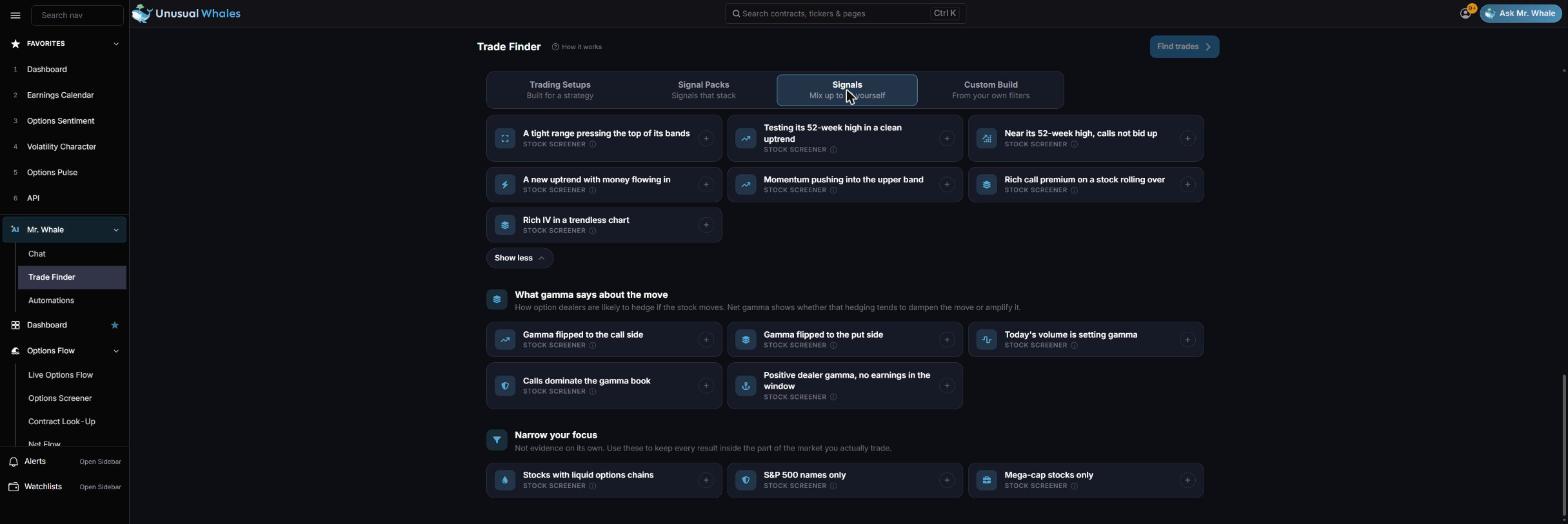 Search nav
Unusual Whales
Search contracts, tickers & pages
Ctrl K
9+
Ask Mr. Whale
FAVORITES
1 Dashboard
2 Earnings Calendar
3 Options Sentiment
4 Volatility Character
5 Options Pulse
6 API
AI Mr. Whale
Chat
Trade Finder
Automations
Dashboard
Options Flow
Live Options Flow
Options Screener
Contract Look-Up
Net Flow
Alerts Open Sidebar
Watchlists Open Sidebar
Trade Finder
How it works
Find trades
Trading Setups
Built for a strategy
Signal Packs
Signals that stack
Signals
Mix up to yourself
Custom Build
From your own filters
A tight range pressing the top of its bands
STOCK SCREENER
Testing its 52-week high in a clean
uptrend
STOCK SCREENER
Near its 52-week high, calls not bid up
STOCK SCREENER
A new uptrend with money flowing in
STOCK SCREENER
Momentum pushing into the upper band
STOCK SCREENER
Rich call premium on a stock rolling over
STOCK SCREENER
Rich IV in a trendless chart
STOCK SCREENER
Show less
What gamma says about the move
How option dealers are likely to hedge if the stock moves. Net gamma shows whether that hedging tends to dampen the move or amplify it.
Gamma flipped to the call side
STOCK SCREENER
Gamma flipped to the put side
STOCK SCREENER
Today's volume is setting gamma
STOCK SCREENER
Calls dominate the gamma book
STOCK SCREENER
Positive dealer gamma, no earnings in the
window
STOCK SCREENER
Narrow your focus
Not evidence on its own. Use these to keep every result inside the part of the market you actually trade.
Stocks with liquid options chains
STOCK SCREENER
S&P 500 names only
STOCK SCREENER
Mega-cap stocks only
STOCK SCREENER